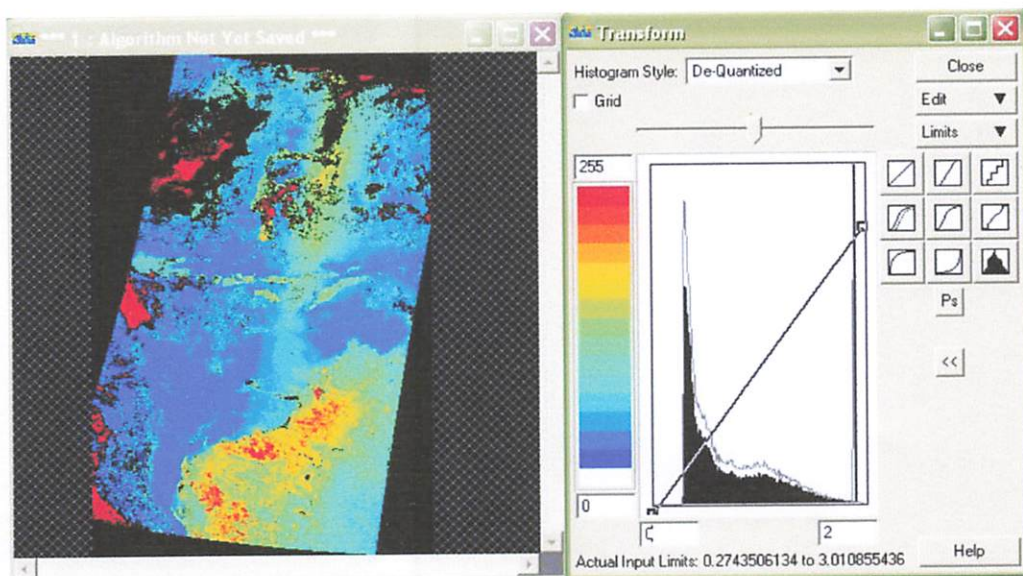 *** 1 : Algorithm Not Yet Saved ***
Transform
Histogram Style: De-Quantized
Close
Grid
Edit
Limits
255
Ps
<<
0
2
Actual Input Limits: 0.2743506134 to 3.010855436
Help